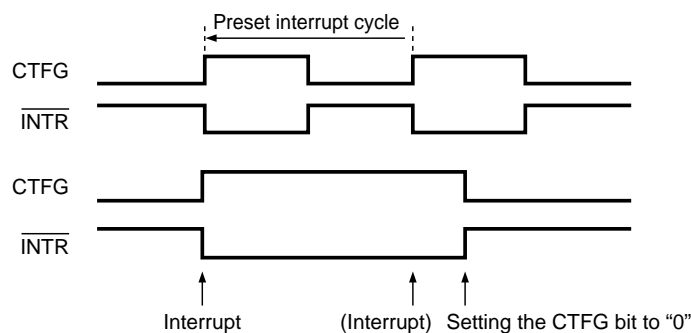 Preset interrupt cycle
CTFG
INTR
CTFG
INTR
Interrupt (Interrupt) Setting the CTFG bit to “0”